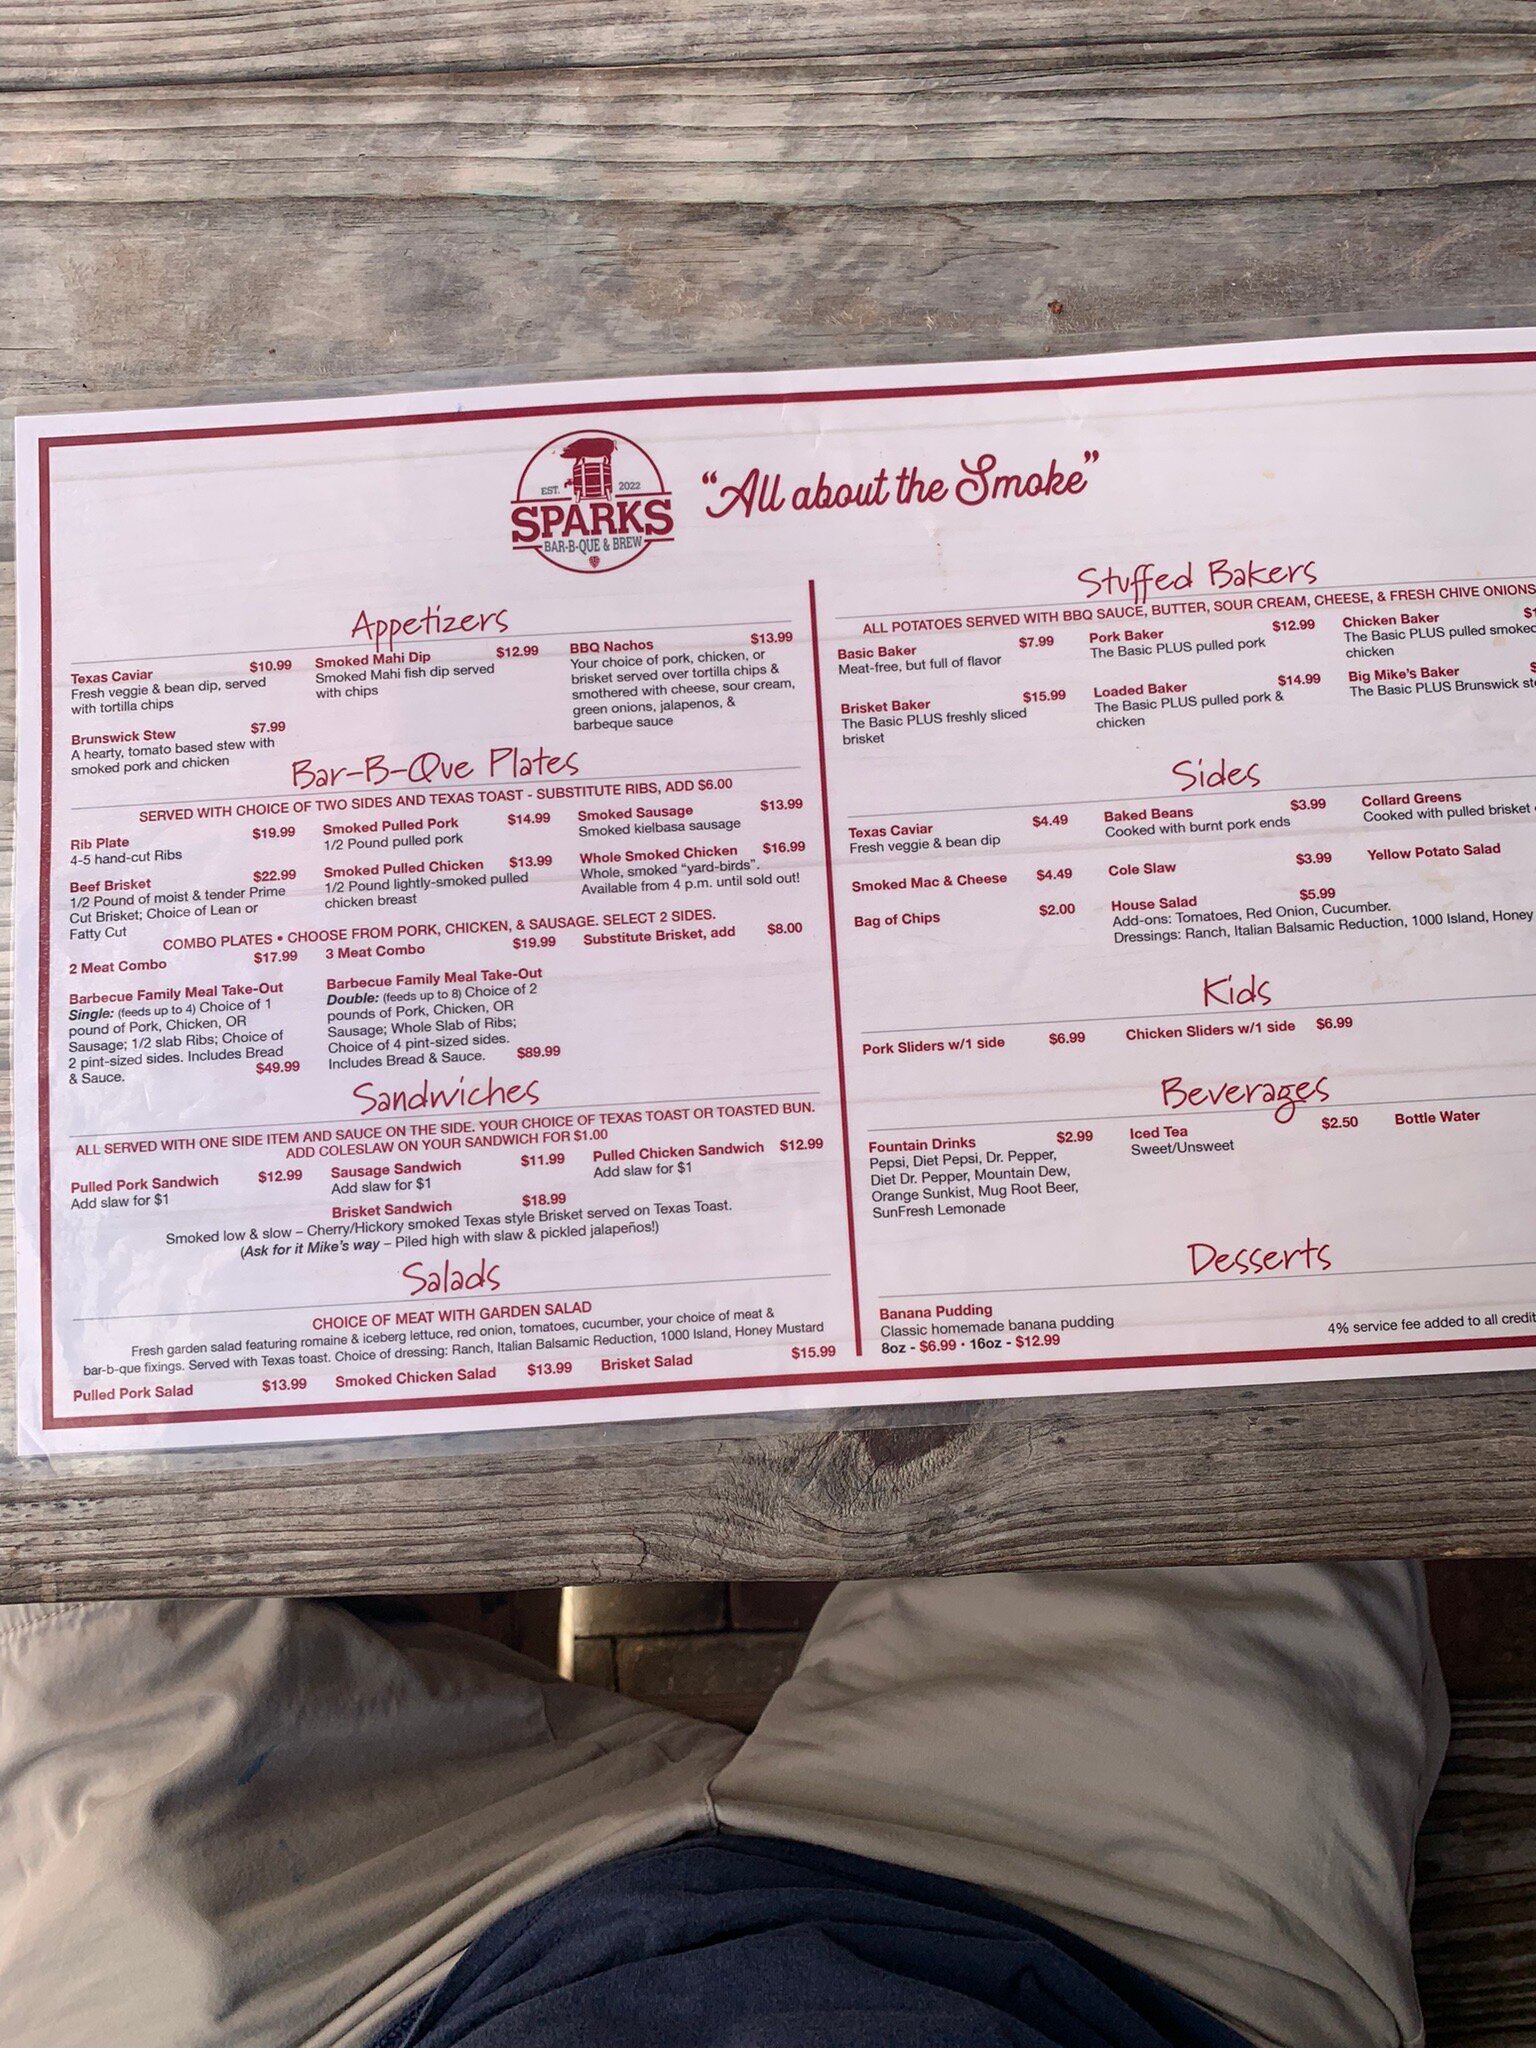 EST. 2022
SPARKS
BAR-B-QUE & BREW
"All about the Smoke"
Appetizers
Texas Caviar $10.99
Fresh veggie & bean dip, served
with tortilla chips
Smoked Mahi Dip $12.99
Smoked Mahi fish dip served
with chips
BBQ Nachos $13.99
Your choice of pork, chicken, or
brisket served over tortilla chips &
smothered with cheese, sour cream,
green onions, jalapenos, &
barbeque sauce
Brunswick Stew $7.99
A hearty, tomato based stew with
smoked pork and chicken
Bar-B-Que Plates
SERVED WITH CHOICE OF TWO SIDES AND TEXAS TOAST - SUBSTITUTE RIBS, ADD $6.00
Rib Plate $19.99
4-5 hand-cut Ribs
Smoked Pulled Pork $14.99
1/2 Pound pulled pork
Smoked Sausage $13.99
Smoked kielbasa sausage
Beef Brisket $22.99
1/2 Pound of moist & tender Prime
Cut Brisket; Choice of Lean or
Fatty Cut
Smoked Pulled Chicken $13.99
1/2 Pound lightly-smoked pulled
chicken breast
Whole Smoked Chicken $16.99
Whole, smoked "yard-birds".
Available from 4 p.m. until sold out!
COMBO PLATES • CHOOSE FROM PORK, CHICKEN, & SAUSAGE. SELECT 2 SIDES.
2 Meat Combo $17.99 3 Meat Combo $19.99 Substitute Brisket, add $8.00
Barbecue Family Meal Take-Out
Single: (feeds up to 4) Choice of 1
pound of Pork, Chicken, OR
Sausage; 1/2 slab Ribs; Choice of
2 pint-sized sides. Includes Bread
& Sauce. $49.99
Barbecue Family Meal Take-Out
Double: (feeds up to 8) Choice of 2
pounds of Pork, Chicken, OR
Sausage; Whole Slab of Ribs;
Choice of 4 pint-sized sides.
Includes Bread & Sauce. $89.99
Sandwiches
ALL SERVED WITH ONE SIDE ITEM AND SAUCE ON THE SIDE. YOUR CHOICE OF TEXAS TOAST OR TOASTED BUN.
ADD COLESLAW ON YOUR SANDWICH FOR $1.00
Pulled Pork Sandwich $12.99
Add slaw for $1
Sausage Sandwich $11.99
Add slaw for $1
Pulled Chicken Sandwich $12.99
Add slaw for $1
Brisket Sandwich $18.99
Smoked low & slow – Cherry/Hickory smoked Texas style Brisket served on Texas Toast.
(Ask for it Mike's way – Piled high with slaw & pickled jalapeños!)
Salads
CHOICE OF MEAT WITH GARDEN SALAD
Fresh garden salad featuring romaine & iceberg lettuce, red onion, tomatoes, cucumber, your choice of meat &
bar-b-que fixings. Served with Texas toast. Choice of dressing: Ranch, Italian Balsamic Reduction, 1000 Island, Honey Mustard
Pulled Pork Salad $13.99 Smoked Chicken Salad $13.99 Brisket Salad $15.99
Stuffed Bakers
ALL POTATOES SERVED WITH BBQ SAUCE, BUTTER, SOUR CREAM, CHEESE, & FRESH CHIVE ONIONS
Basic Baker $7.99
Meat-free, but full of flavor
Pork Baker $12.99
The Basic PLUS pulled pork
Chicken Baker
The Basic PLUS pulled smoked
chicken
Brisket Baker $15.99
The Basic PLUS freshly sliced
brisket
Loaded Baker $14.99
The Basic PLUS pulled pork &
chicken
Big Mike's Baker
The Basic PLUS Brunswick
Sides
Texas Caviar $4.49
Fresh veggie & bean dip
Baked Beans $3.99
Cooked with burnt pork ends
Collard Greens
Cooked with pulled brisket
Smoked Mac & Cheese $4.49
Cole Slaw $3.99
Yellow Potato Salad
Bag of Chips $2.00
House Salad $5.99
Add-ons: Tomatoes, Red Onion, Cucumber.
Dressings: Ranch, Italian Balsamic Reduction, 1000 Island, Honey
Kids
Pork Sliders w/1 side $6.99 Chicken Sliders w/1 side $6.99
Beverages
Fountain Drinks $2.99
Pepsi, Diet Pepsi, Dr. Pepper,
Diet Dr. Pepper, Mountain Dew,
Orange Sunkist, Mug Root Beer,
SunFresh Lemonade
Iced Tea $2.50
Sweet/Unsweet
Bottle Water
Desserts
Banana Pudding
Classic homemade banana pudding
8oz - $6.99 • 16oz - $12.99
4% service fee added to all credit